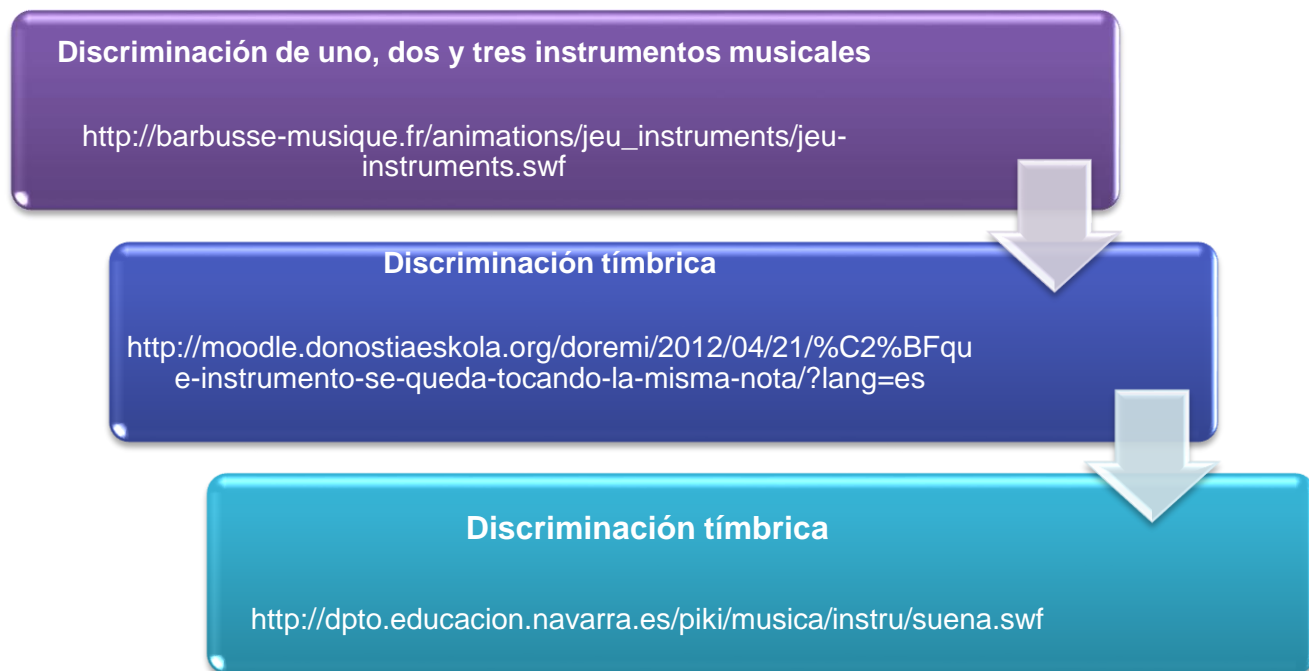 Discriminación de uno, dos y tres instrumentos musicales
http://barbusse-musique.fr/animations/jeu_instruments/jeu-
instruments.swf
Discriminación tímbrica
http://moodle.donostiaeskola.org/doremi/2012/04/21/%C2%BFqu
e-instrumento-se-queda-tocando-la-misma-nota/?lang=es
Discriminación tímbrica
http://dpto.educacion.navarra.es/piki/musica/instru/suena.swf